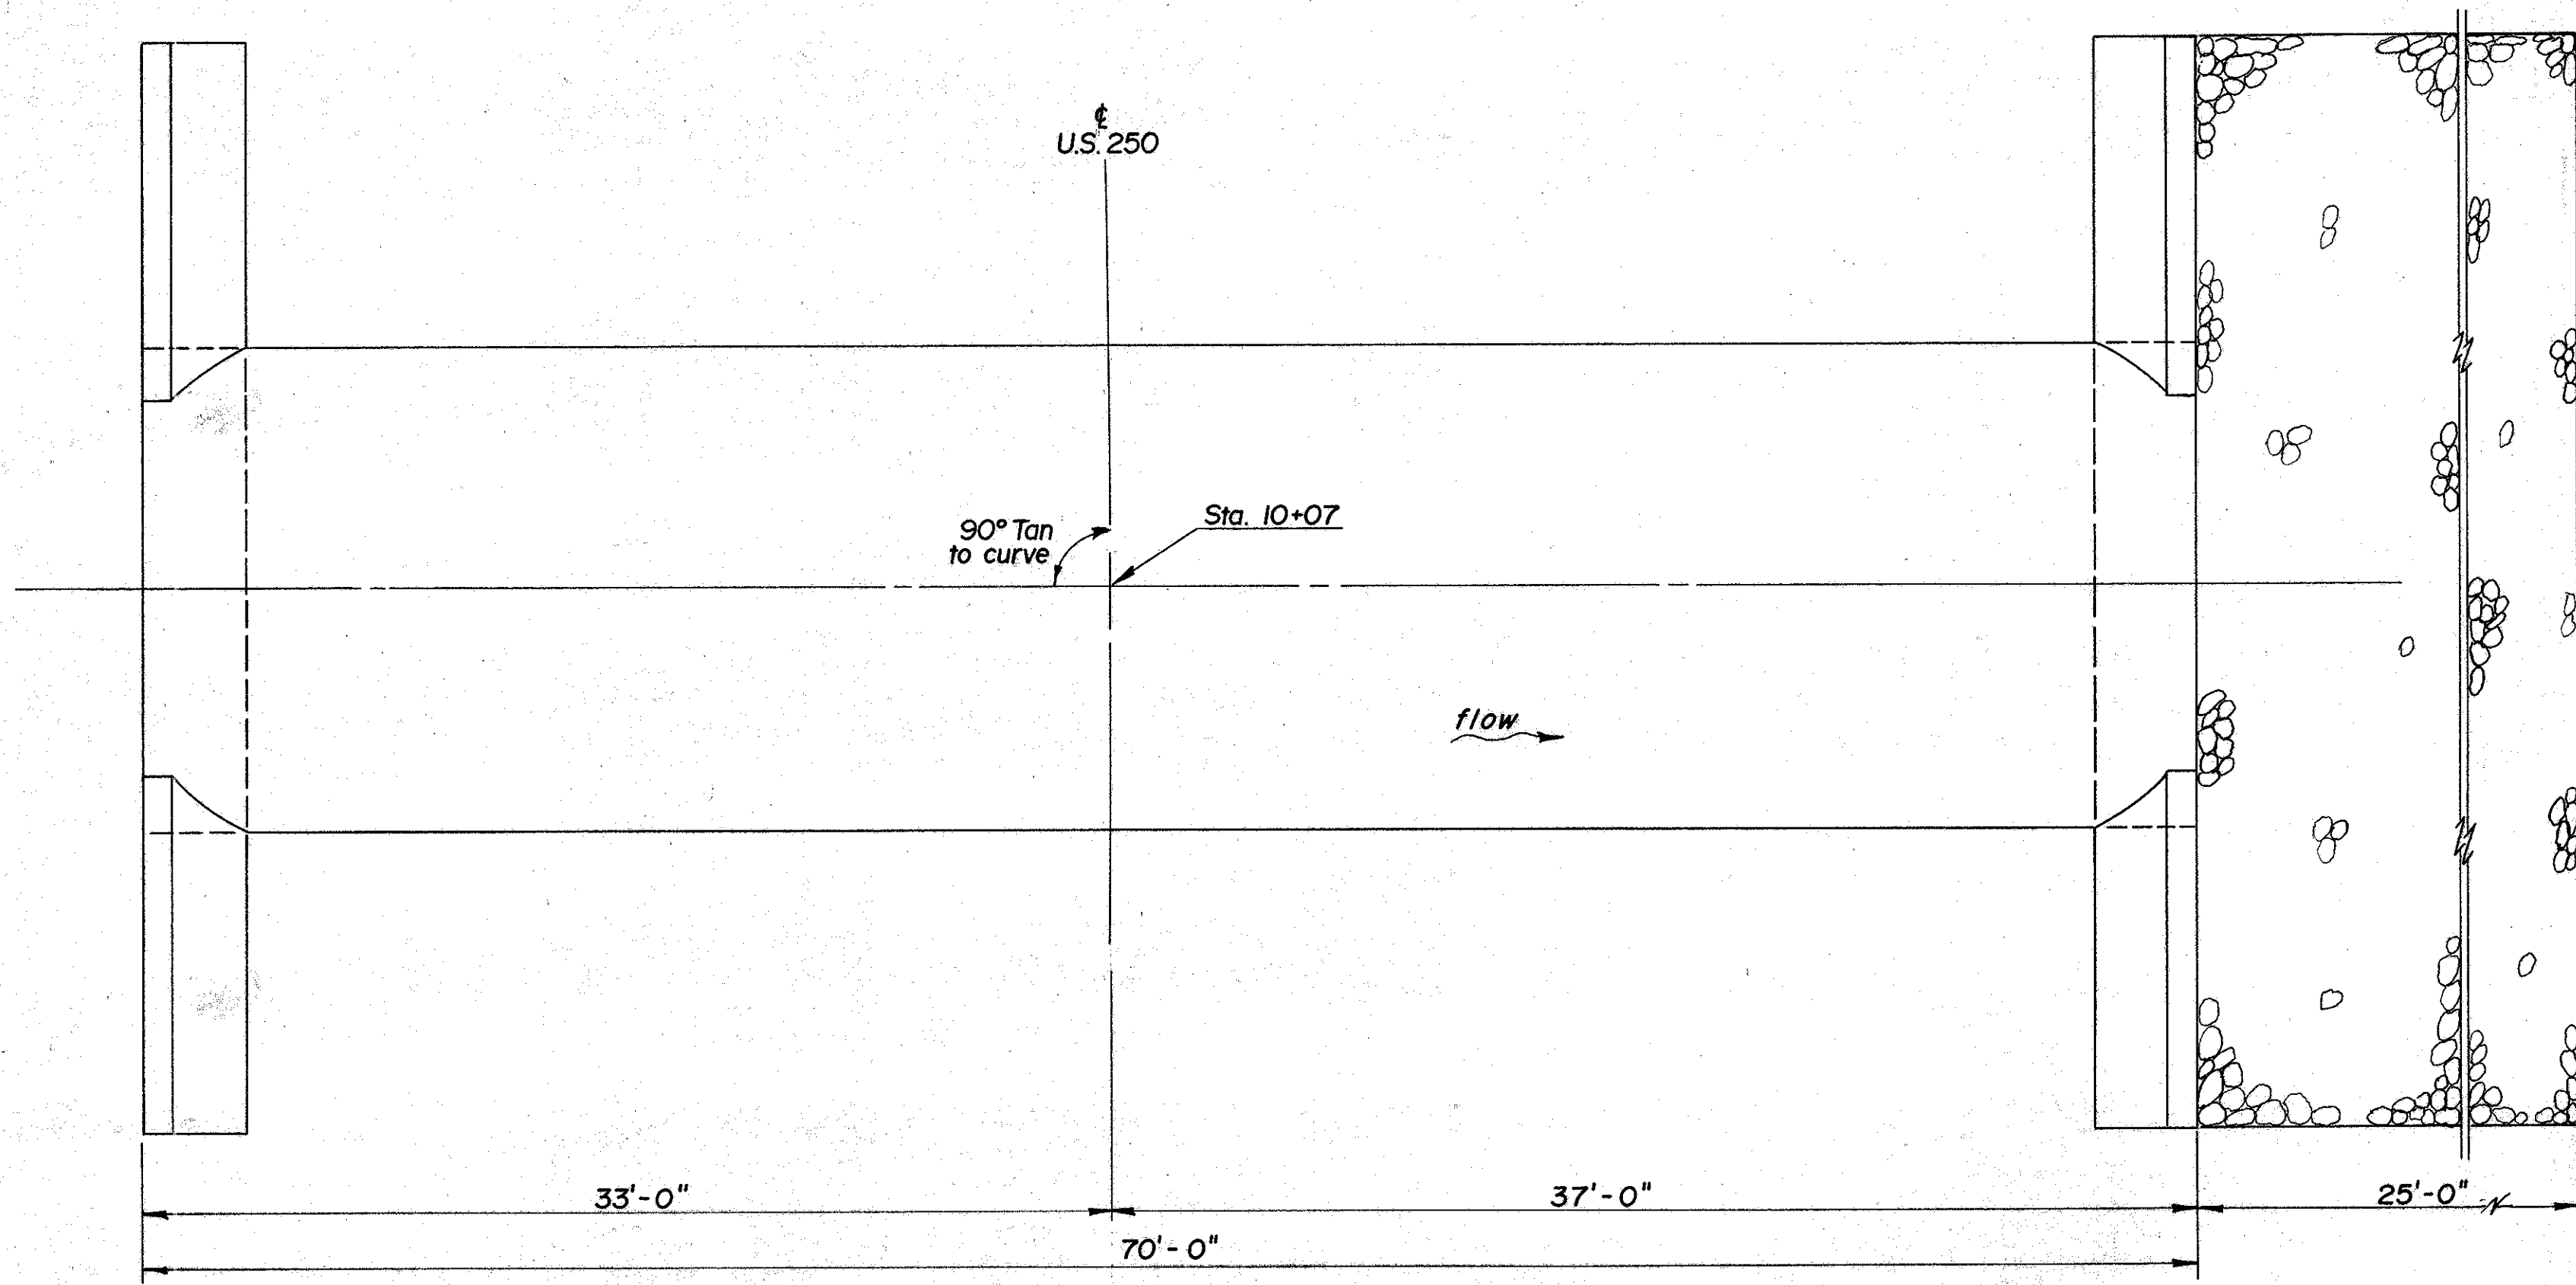 ℄
U.S. 250
90° Tan
to curve
Sta. 10+07
flow
33'-0"
37'-0"
25'-0"
70'-0"